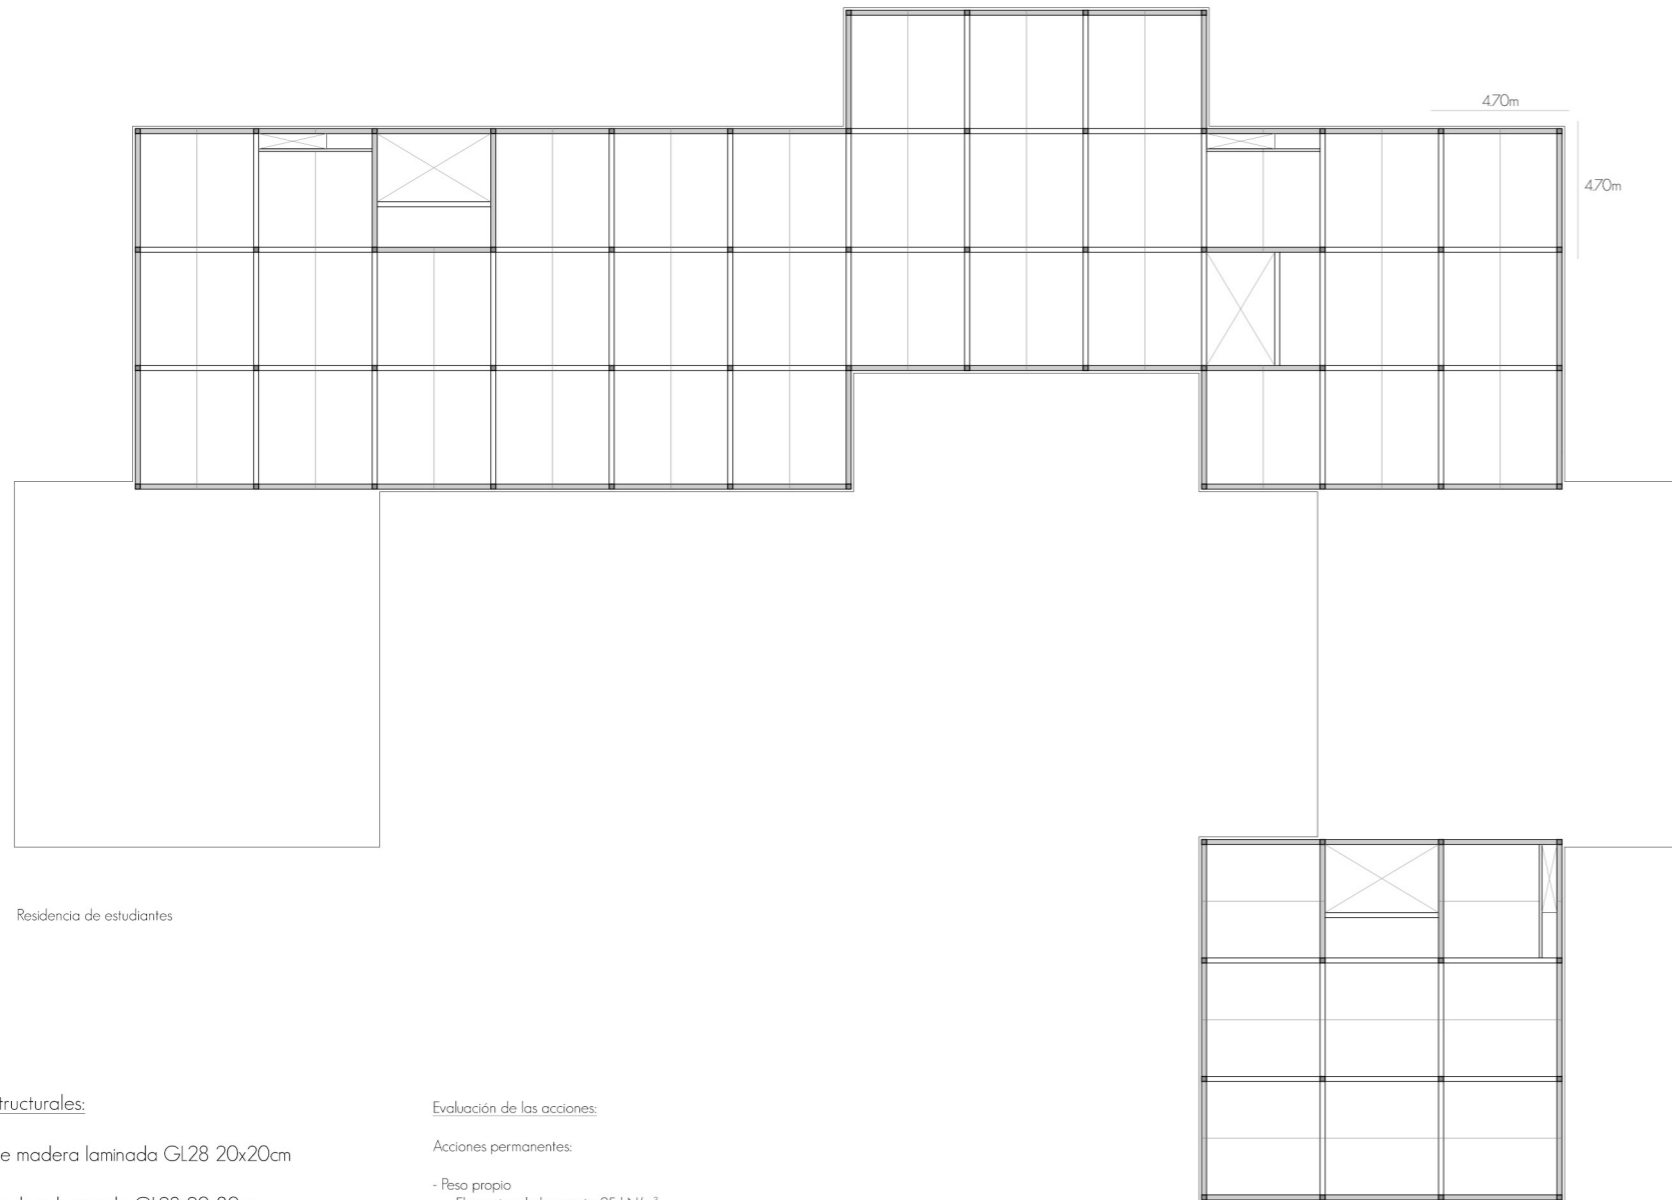 4.70m
4.70m
Residencia de estudiantes
tructurales:
e madera laminada GL28 20x20cm
Evaluación de las acciones:
Acciones permanentes:
- Peso propio